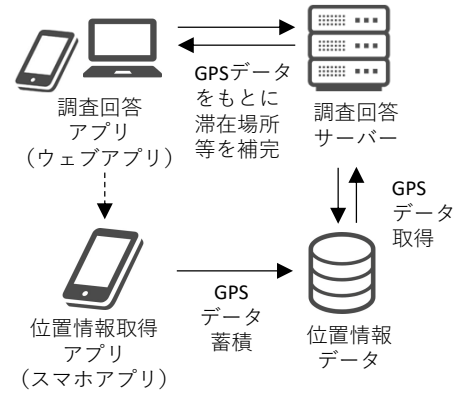 GPSデータ
をもとに
滞在場所
等を補完
調査回答
アプリ
（ウェブアプリ）
調査回答
サーバー
GPS
データ
取得
GPS
データ
蓄積
位置情報取得
アプリ
（スマホアプリ）
位置情報
データ